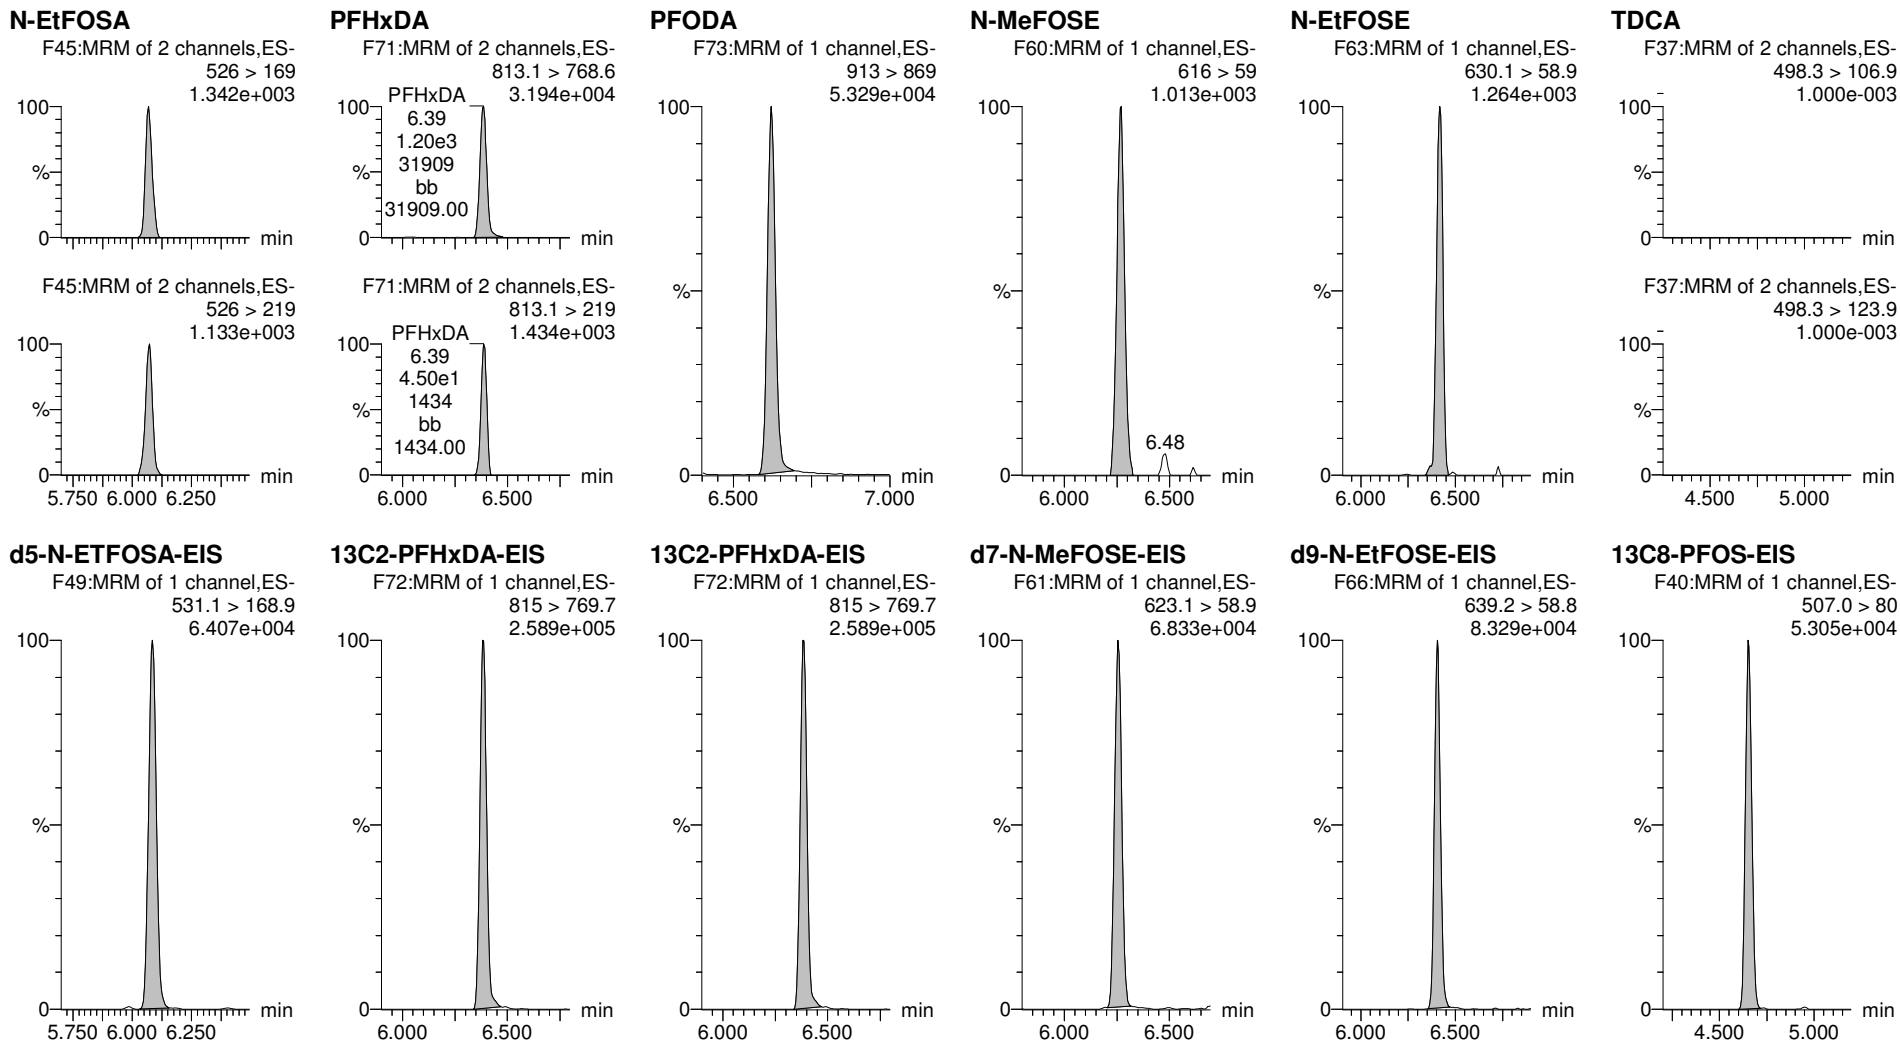 N-EtFOSA
F45:MRM of 2 channels,ES-
526 > 169
1.342e+003
100
%
0
min
F45:MRM of 2 channels,ES-
526 > 219
1.133e+003
100
%
0
min
5.750 6.000 6.250
PFHxDA
F71:MRM of 2 channels,ES-
813.1 > 768.6
3.194e+004
100
PFHxDA
6.39
1.20e3
31909
bb
31909.00
%
0
min
F71:MRM of 2 channels,ES-
813.1 > 219
1.434e+003
100
PFHxDA
6.39
4.50e1
1434
bb
1434.00
%
0
min
6.000 6.500
PFODA
F73:MRM of 1 channel,ES-
913 > 869
5.329e+004
100
%
0
min
6.500 7.000
N-MeFOSE
F60:MRM of 1 channel,ES-
616 > 59
1.013e+003
100
%
6.48
0
min
6.000 6.500
N-EtFOSE
F63:MRM of 1 channel,ES-
630.1 > 58.9
1.264e+003
100
%
0
min
6.000 6.500
TDCA
F37:MRM of 2 channels,ES-
498.3 > 106.9
1.000e-003
100
%
0
min
F37:MRM of 2 channels,ES-
498.3 > 123.9
1.000e-003
100
%
0
min
4.500 5.000
d5-N-ETFOSA-EIS
F49:MRM of 1 channel,ES-
531.1 > 168.9
6.407e+004
100
%
0
min
5.750 6.000 6.250
13C2-PFHxDA-EIS
F72:MRM of 1 channel,ES-
815 > 769.7
2.589e+005
100
%
0
min
6.000 6.500
13C2-PFHxDA-EIS
F72:MRM of 1 channel,ES-
815 > 769.7
2.589e+005
100
%
0
min
6.000 6.500
d7-N-MeFOSE-EIS
F61:MRM of 1 channel,ES-
623.1 > 58.9
6.833e+004
100
%
0
min
6.000 6.500
d9-N-EtFOSE-EIS
F66:MRM of 1 channel,ES-
639.2 > 58.8
8.329e+004
100
%
0
min
6.000 6.500
13C8-PFOS-EIS
F40:MRM of 1 channel,ES-
507.0 > 80
5.305e+004
100
%
0
min
4.500 5.000